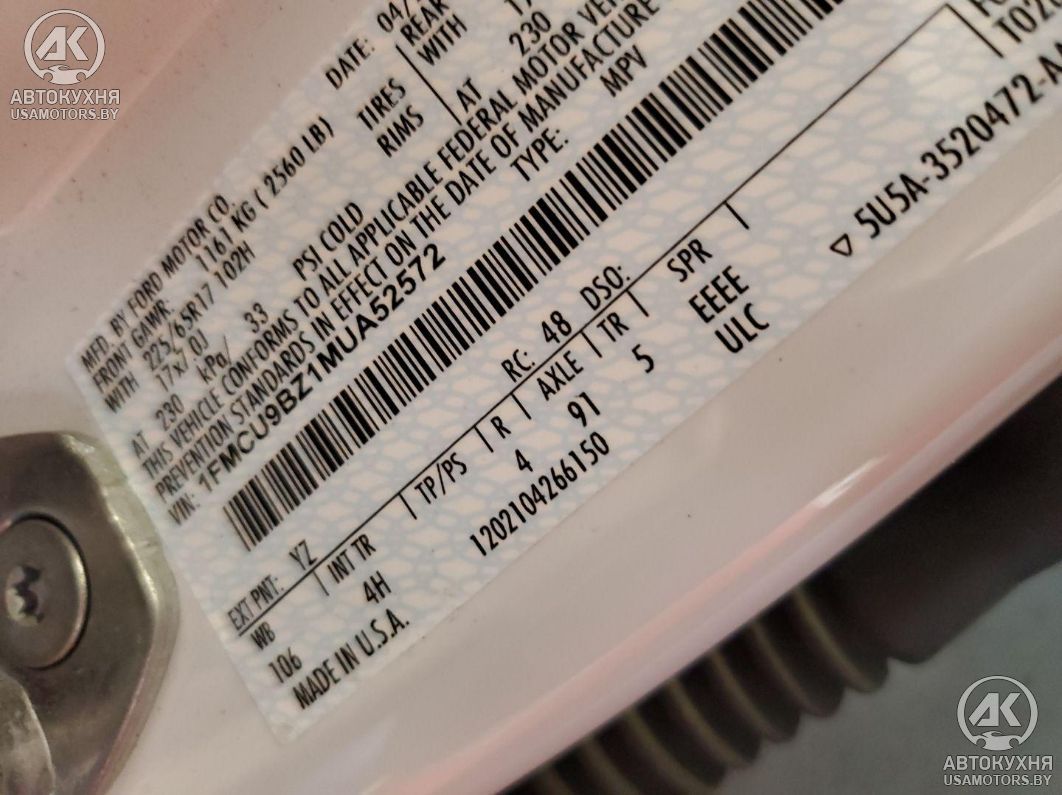 АК
АВТОКУХНЯ
USAMOTORS.BY
MFD. BY FORD MOTOR CO. DATE: 04/
FRONT GAWR: REAR
1161 KG ( 2560 LB)
WITH 225/65R17 102H TIRES WITH
17x7.0J RIMS
AT 230 kPa/ 33 PSI COLD AT 230
THIS VEHICLE CONFORMS TO ALL APPLICABLE FEDERAL MOTOR
PREVENTION STANDARDS IN EFFECT ON THE DATE OF MANUFACTURE
VIN: 1FMCU9BZ1MUA52572 TYPE: MPV
EXT PNT: YZ RC: 48 DSO:
WB INT TR TP/PS R AXLE TR SPR
106 4H 4 91 5 EEEE
MADE IN U.S.A. 120210426615​0 ULC
5U5A-3520472-A
АК
АВТОКУХНЯ
USAMOTORS.BY